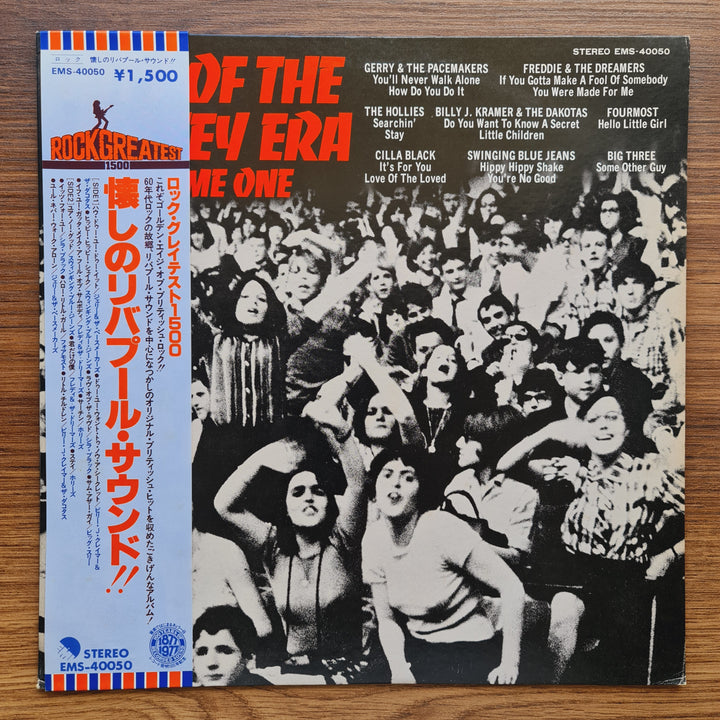 ロック 懐しのリバプール・サウンド!!
EMS-40050 ¥1,500
ROCKGREATEST
1500
ロック・グレイテスト1500
これぞゴールデン・エイジ・オブ・ブリティッシュ・ロック!!
60年代ロックの故郷、リバプール・サウンドを中心になつかしのオリジナル・ブリティッシュ・ヒットを収めたごきげんなアルバム!
懐しのリバプール・サウンド!!
STEREO
EMS-40050
1877
1977
STEREO EMS-40050
OF THE
EY ERA
ME ONE
GERRY & THE PACEMAKERS
You'll Never Walk Alone
How Do You Do It
FREDDIE & THE DREAMERS
If You Gotta Make A Fool Of Somebody
You Were Made For Me
THE HOLLIES
Searchin'
Stay
BILLY J. KRAMER & THE DAKOTAS
Do You Want To Know A Secret
Little Children
FOURMOST
Hello Little Girl
CILLA BLACK
It's For You
Love Of The Loved
SWINGING BLUE JEANS
Hippy Hippy Shake
You're No Good
BIG THREE
Some Other Guy